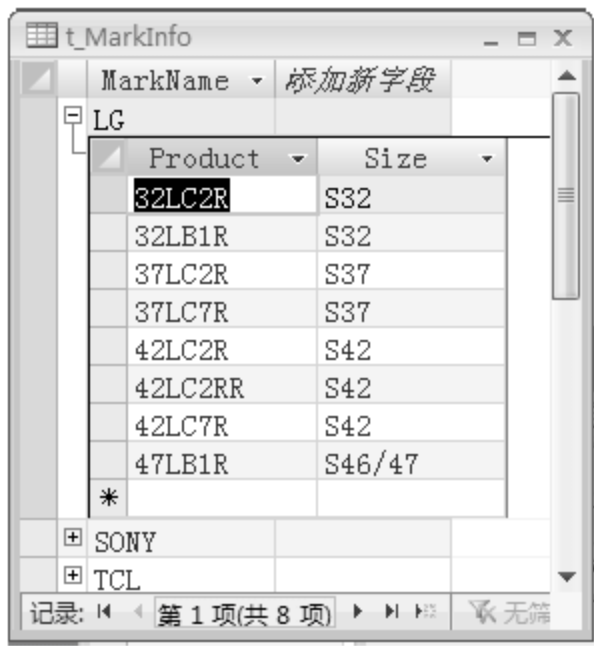 t_MarkInfo
MarkName 添加新字段
LG
Product Size
32LC2R S32
32LB1R S32
37LC2R S37
37LC7R S37
42LC2R S42
42LC2RR S42
42LC7R S42
47LB1R S46/47
SONY
TCL
记录: 第 1 项(共 8 项) 无筛